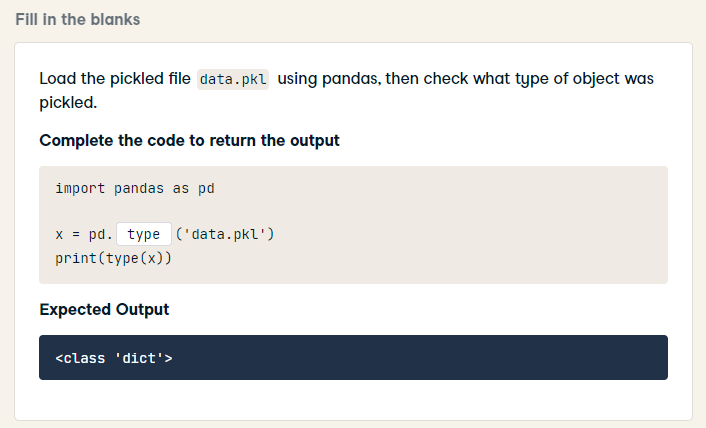 Fill in the blanks
Load the pickled file data.pkl using pandas, then check what type of object was
pickled.
Complete the code to return the output
import pandas as pd
x = pd. type ('data.pkl')
print(type(x))
Expected Output
<class 'dict'>